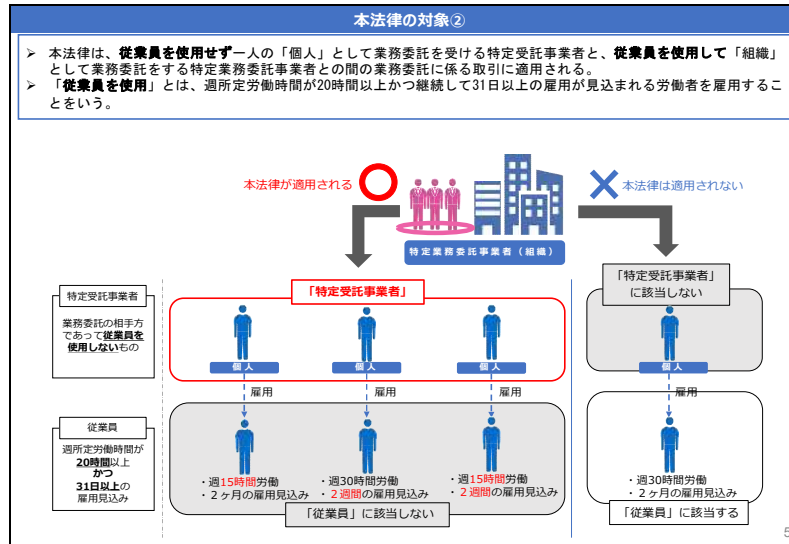 本法律の対象②
➢ 本法律は、従業員を使用せず一人の「個人」として業務委託を受ける特定受託事業者と、従業員を使用して「組織」
として業務委託をする特定業務委託事業者との間の業務委託に係る取引に適用される。
➢ 「従業員を使用」とは、週所定労働時間が20時間以上かつ継続して31日以上の雇用が見込まれる労働者を雇用するこ
とをいう。
本法律が適用される
本法律は適用されない
特定業務委託事業者（組織）
特定受託事業者
業務委託の相手方
であって従業員を
使用しないもの
「特定受託事業者」
「特定受託事業者」
に該当しない
個人
個人
個人
個人
雇用
雇用
雇用
雇用
従業員
週所定労働時間が
20時間以上
かつ
31日以上の
雇用見込み
・週15時間労働
・２ヶ月の雇用見込み
・週30時間労働
・２週間の雇用見込み
・週15時間労働
・２週間の雇用見込み
・週30時間労働
・２ヶ月の雇用見込み
「従業員」に該当しない
「従業員」に該当する
5